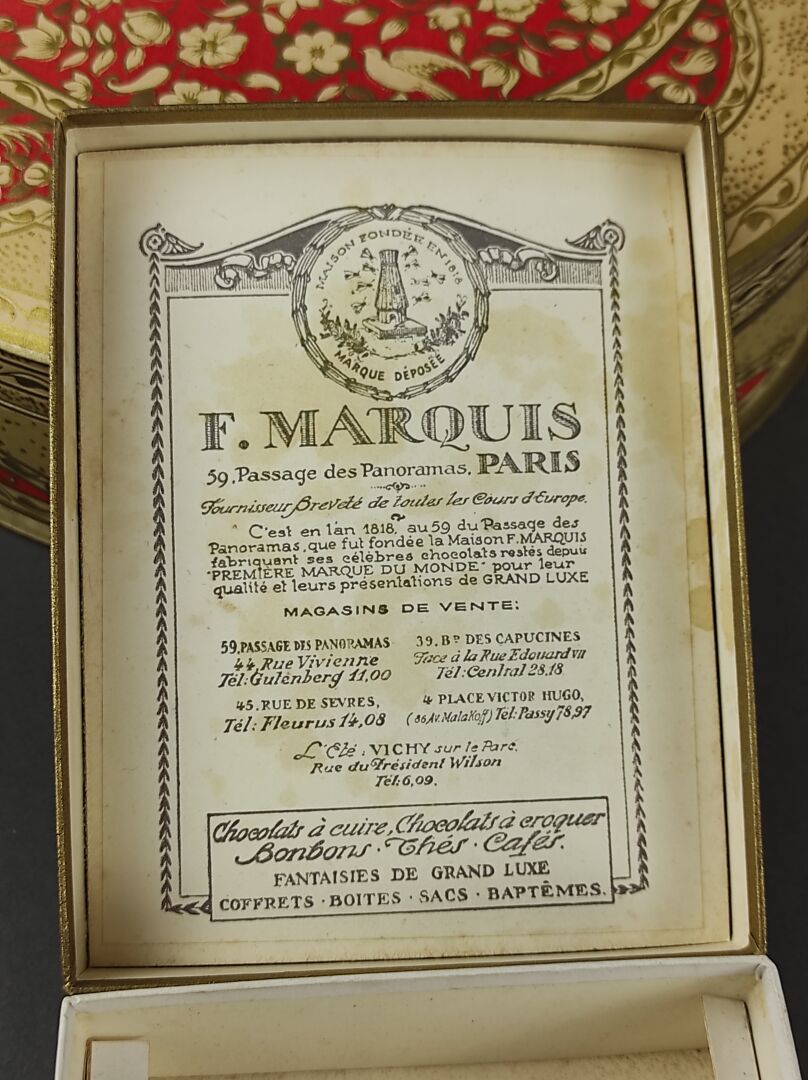 MAISON FONDÉE EN 1818
MARQUE DÉPOSÉE
F. MARQUIS
59, Passage des Panoramas, PARIS
Fournisseur Breveté de toutes les Cours d'Europe.
C'est en l'an 1818, au 59 du Passage des
Panoramas, que fut fondée la Maison F. MARQUIS
fabriquant ses célèbres chocolats restés depuis
"PREMIÈRE MARQUE DU MONDE" pour leur
qualité et leurs présentations de GRAND LUXE
MAGASINS DE VENTE:
59, PASSAGE DES PANORAMAS
44, Rue Vivienne
Tél: Gutenberg 11,00
39, Bd DES CAPUCINES
Face à la Rue Edouard VII
Tél: Central 28,18
45, RUE DE SEVRES,
Tél: Fleurus 14,08
4 PLACE VICTOR HUGO,
(86, Av. Malakoff) Tél: Passy 78,97
L'Eté: VICHY sur le Parc,
Rue du Président Wilson
Tél: 6,09.
Chocolats à cuire, Chocolats à croquer
Bonbons · Thés · Cafés.
FANTAISIES DE GRAND LUXE
COFFRETS · BOITES · SACS · BAPTÊMES.